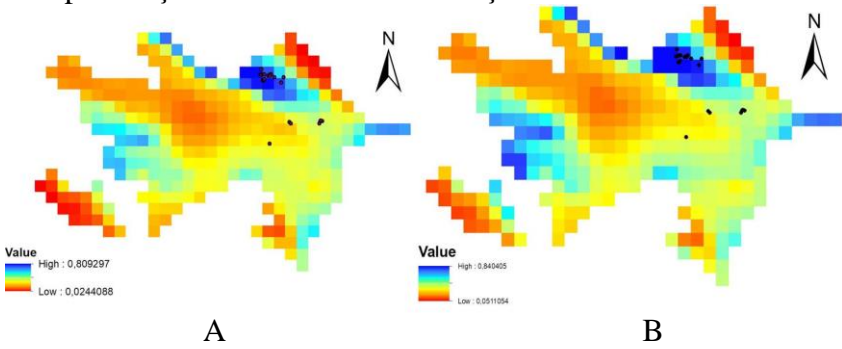 N
N
Value
High : 0,809297
Low : 0,0244088
Value
High : 0,840405
Low : 0,0511054
A
B